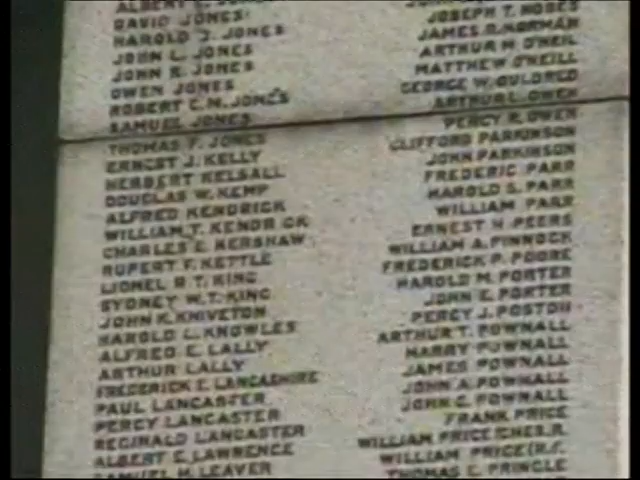 DAVID JONES
HAROLD J. JONES
JOHN L. JONES
JOHN R. JONES
OWEN JONES
ROBERT E.N. JONES
SAMUEL JONES
THOMAS F. JONES
ERNEST J. KELLY
HERBERT KELSALL
DOUGLAS W. KEMP
ALFRED KENDRICK
WILLIAM T. KENDRICK
CHARLES E. KERSHAW
RUPERT F. KETTLE
LIONEL R T. KING
SYDNEY W.T. KING
JOHN K. KNIVETON
HAROLD L. KNOWLES
ALFRED E. LALLY
ARTHUR LALLY
FREDERICK E. LANCASHIRE
PAUL LANCASTER
PERCY LANCASTER
REGINALD LANCASTER
ALBERT E. LAWRENCE
SAMUEL H. LEAVER
JOSEPH T.
JAMES R. NORMAN
ARTHUR M. O'NEIL
MATTHEW O'NEILL
GEORGE W. OULDRED
ARTHUR L. OWEN
PERCY R. OWEN
CLIFFORD PARKINSON
JOHN PARKINSON
FREDERIC PARR
HAROLD S. PARR
WILLIAM PARR
ERNEST H. PEERS
WILLIAM A. PINNOCK
FREDERICK P. POORE
HAROLD M. PORTER
JOHN E. PORTER
PERCY J. POSTON
ARTHUR T. POWNALL
HARRY POWNALL
JAMES POWNALL
JOHN A. POWNALL
JOHN C. POWNALL
FRANK PRICE
WILLIAM PRICE (CHES. R.
WILLIAM PRICE (R.F.
THOMAS E. PRINGLE